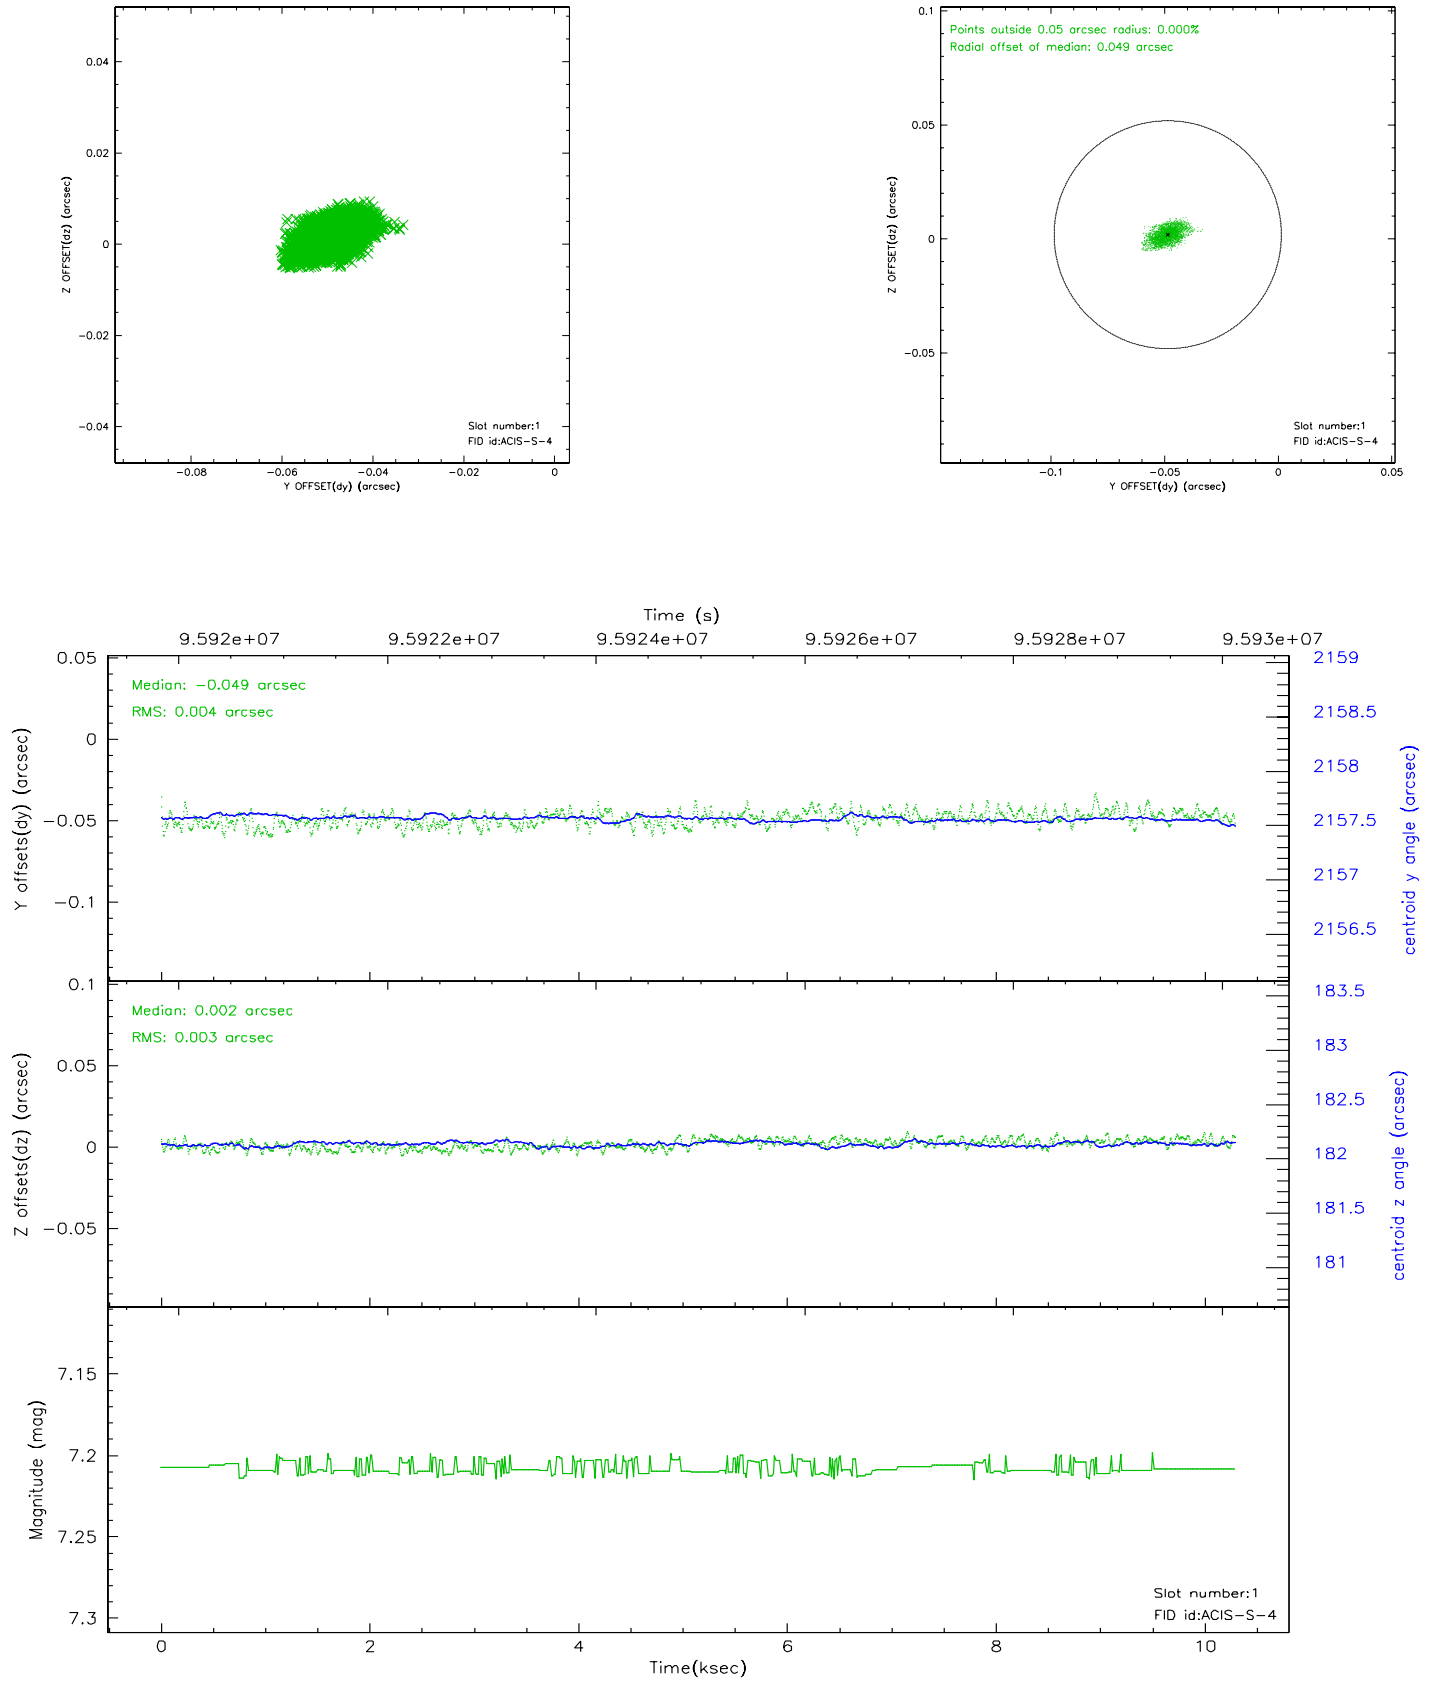 0.04
0.02
0
−0.02
−0.04
Z OFFSET(dz) (arcsec)
Slot number:1
FID id:ACIS−S−4
−0.08
−0.06
−0.04
−0.02
0
Y OFFSET(dy) (arcsec)
0.1
0.05
0
−0.05
Z OFFSET(dz) (arcsec)
Points outside 0.05 arcsec radius: 0.000%
Radial offset of median: 0.049 arcsec
Slot number:1
FID id:ACIS−S−4
−0.1
−0.05
0
0.05
Y OFFSET(dy) (arcsec)
Time (s)
9.592e+07
9.5922e+07
9.5924e+07
9.5926e+07
9.5928e+07
9.593e+07
0.05
0
−0.05
−0.1
Y offsets(dy) (arcsec)
Median: −0.049 arcsec
RMS: 0.004 arcsec
2159
2158.5
2158
2157.5
2157
2156.5
centroid y angle (arcsec)
0.1
0.05
0
−0.05
Z offsets(dz) (arcsec)
Median: 0.002 arcsec
RMS: 0.003 arcsec
183.5
183
182.5
182
181.5
181
centroid z angle (arcsec)
7.15
7.2
7.25
7.3
Magnitude (mag)
Slot number:1
FID id:ACIS−S−4
0
2
4
6
8
10
Time(ksec)